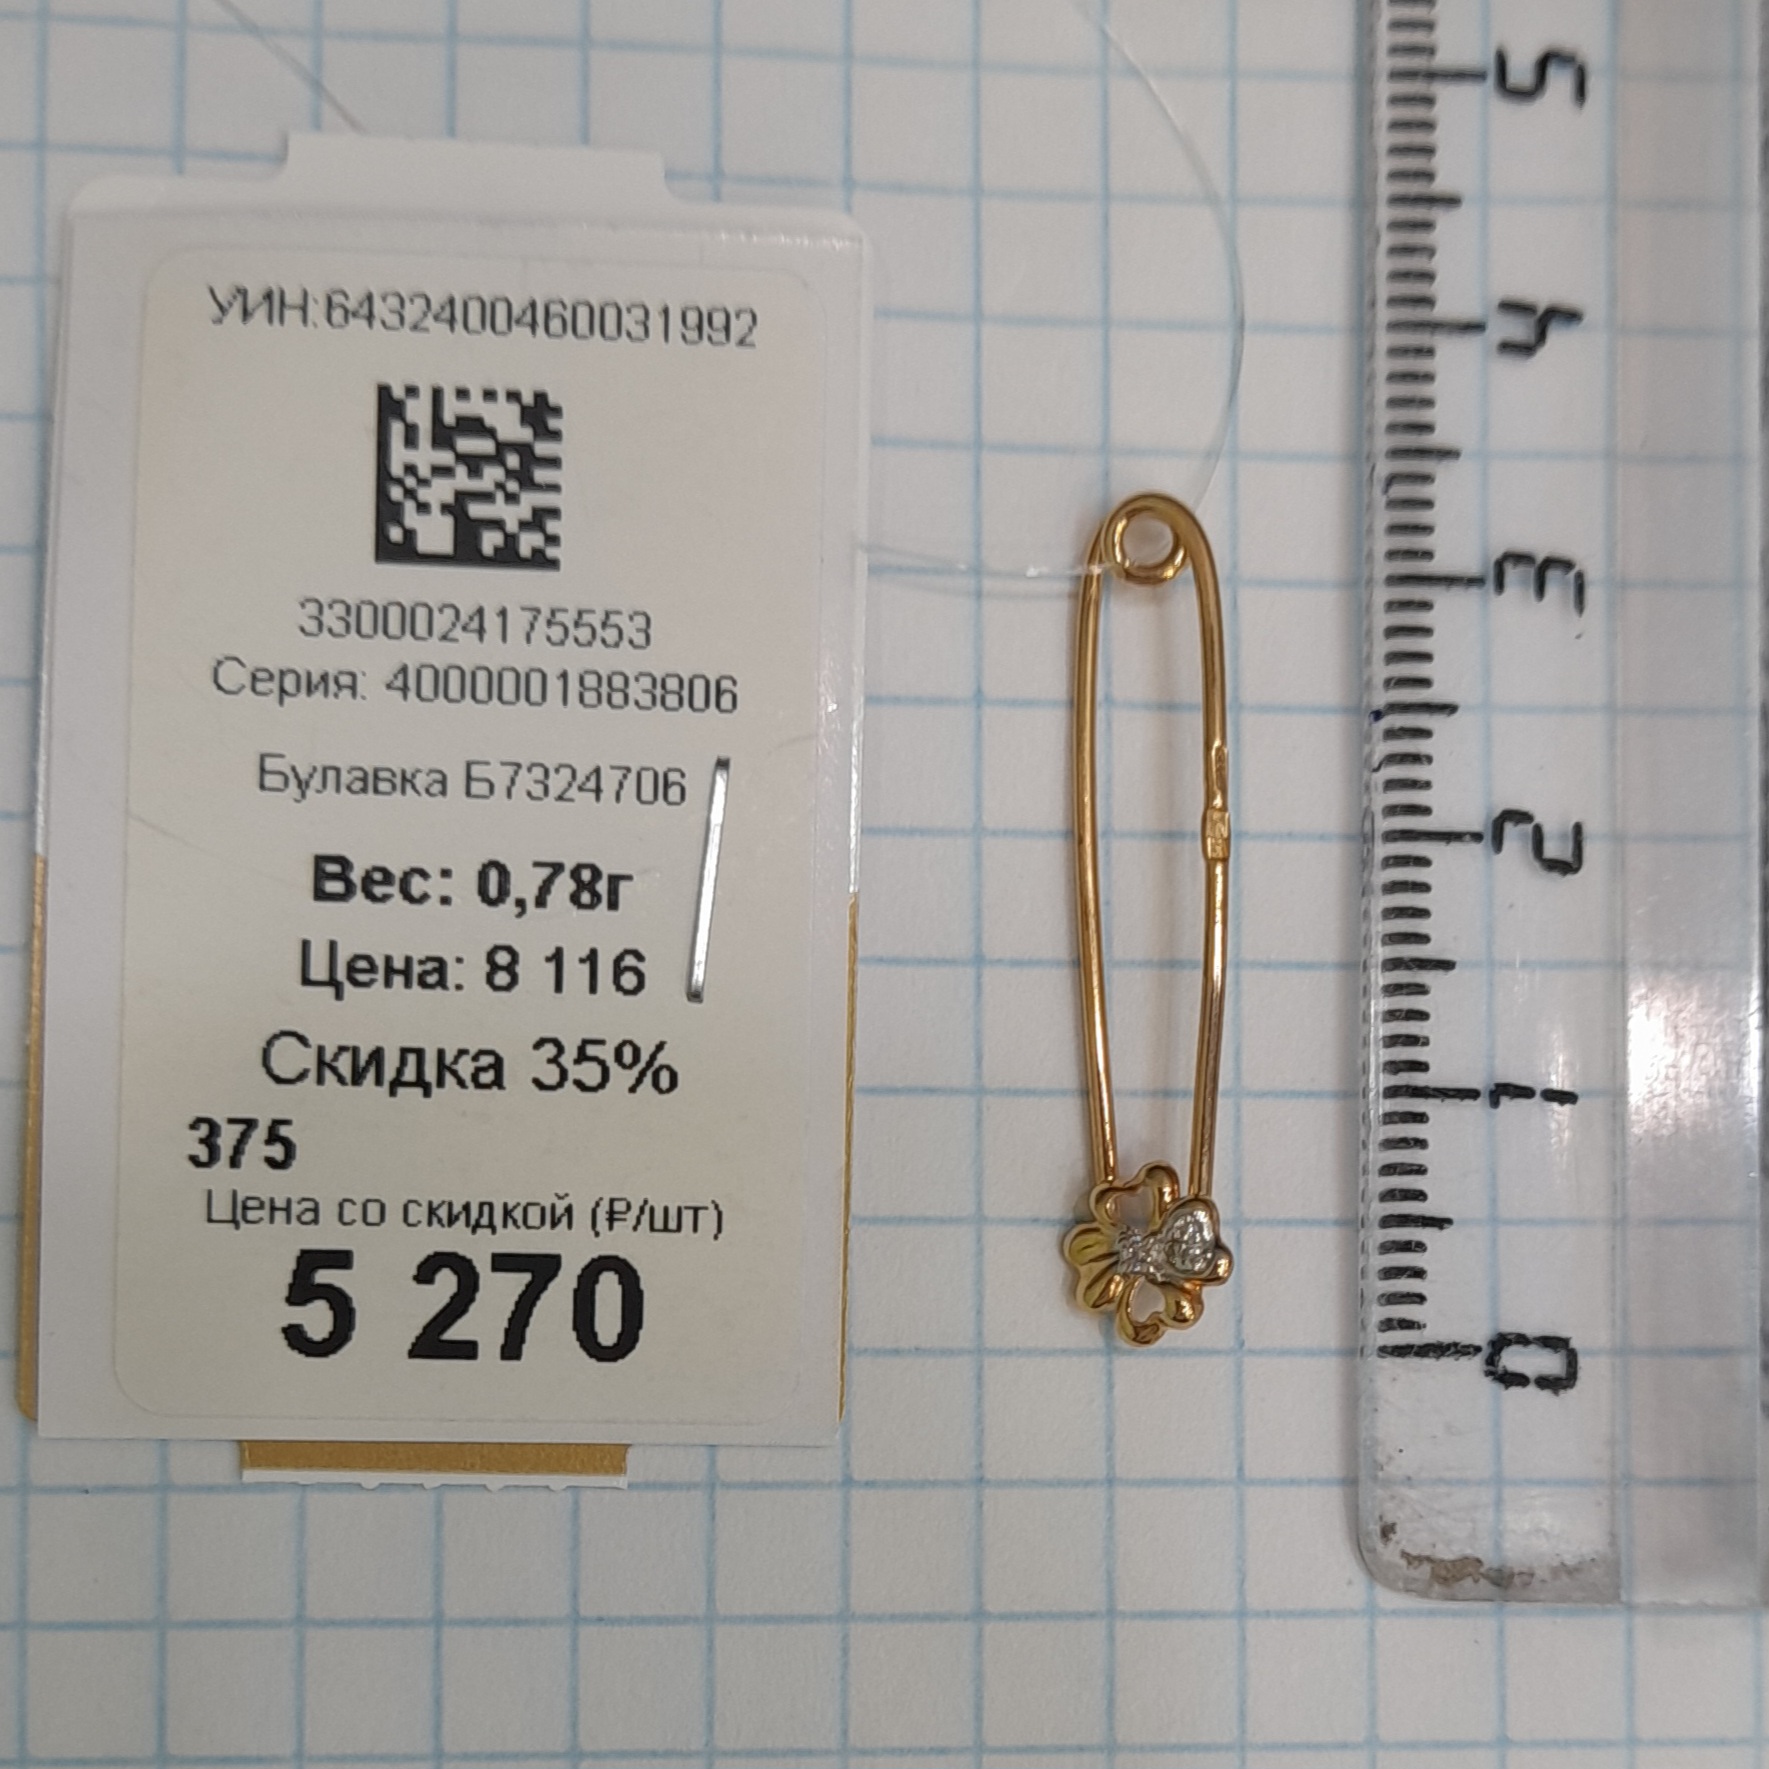 УИН:6432400460031992
3300024175553
Серия: 4000001883806
Булавка Б7324706
Вес: 0,78г
Цена: 8 116
Скидка 35%
375
Цена со скидкой (₽/шт)
5 270
5
4
3
2
1
0